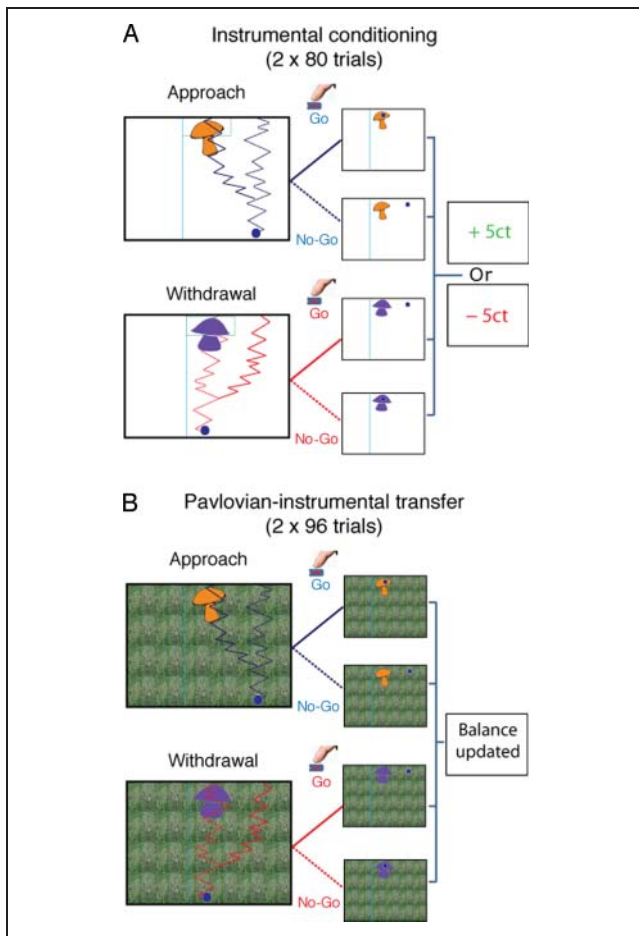 A
Instrumental conditioning
(2 x 80 trials)
Approach
Go
No-Go
Withdrawal
Go
No-Go
+ 5ct
Or
– 5ct
B
Pavlovian-instrumental transfer
(2 x 96 trials)
Approach
Go
No-Go
Withdrawal
Go
No-Go
Balance
updated